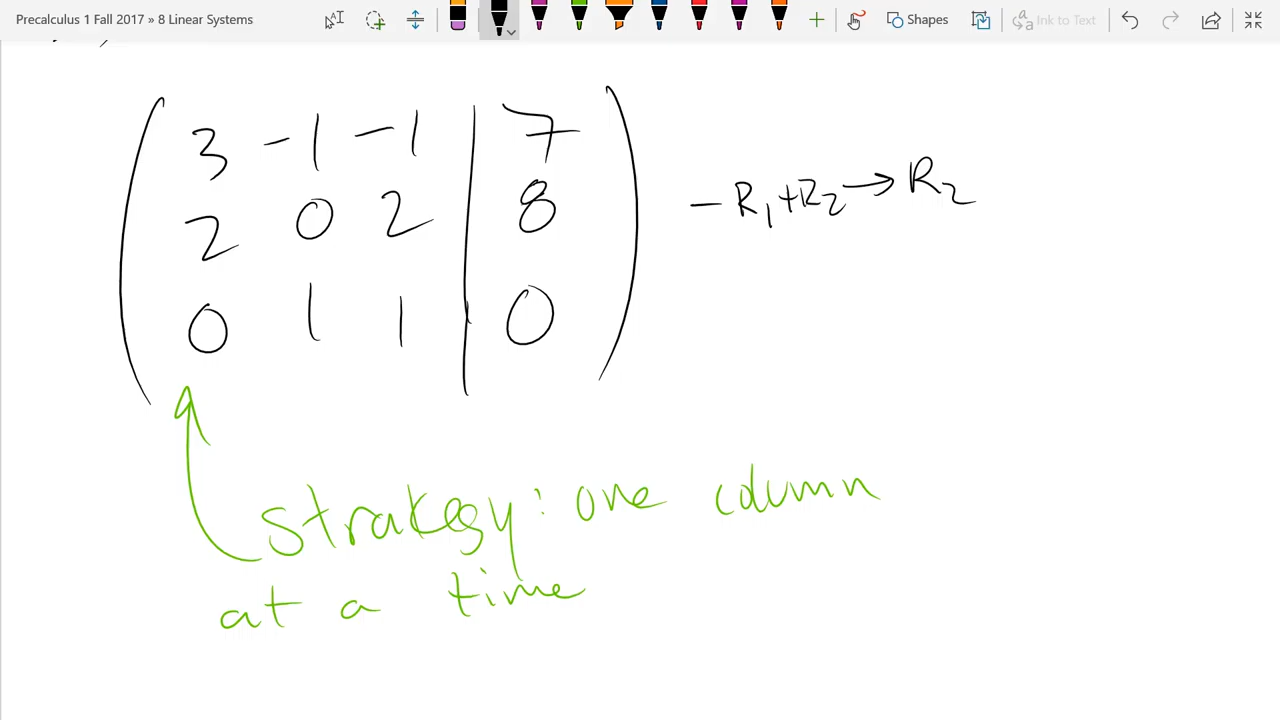 Precalculus 1 Fall 2017 » 8 Linear Systems
Shapes
Ink to Text
3 -1 -1 | 7
2 0 2 | 8
0 1 1 | 0
-R₁+R₂→R₂
strategy: one column
at a time